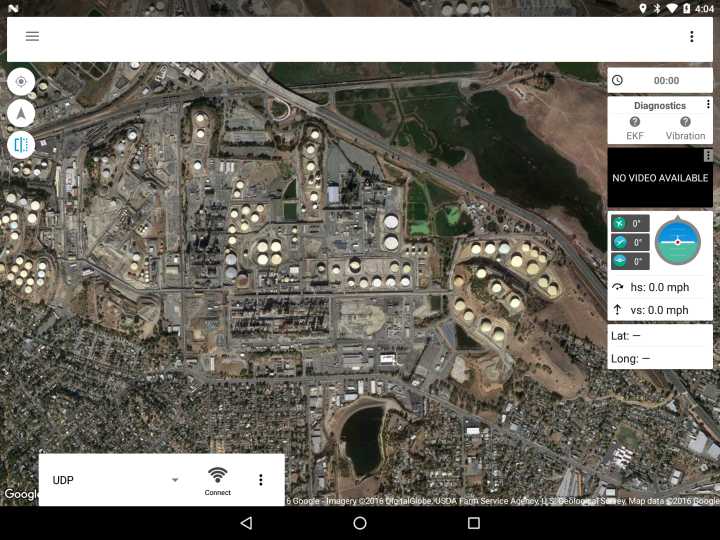 4:04
00:00
Diagnostics
EKF
Vibration
NO VIDEO AVAILABLE
0°
0°
0°
hs: 0.0 mph
vs: 0.0 mph
Lat: —
Long: —
UDP
Connect
Google
6 Google - Imagery ©2016 DigitalGlobe, USDA Farm Service Agency, U.S. Geological Survey, Map data ©2016 Google